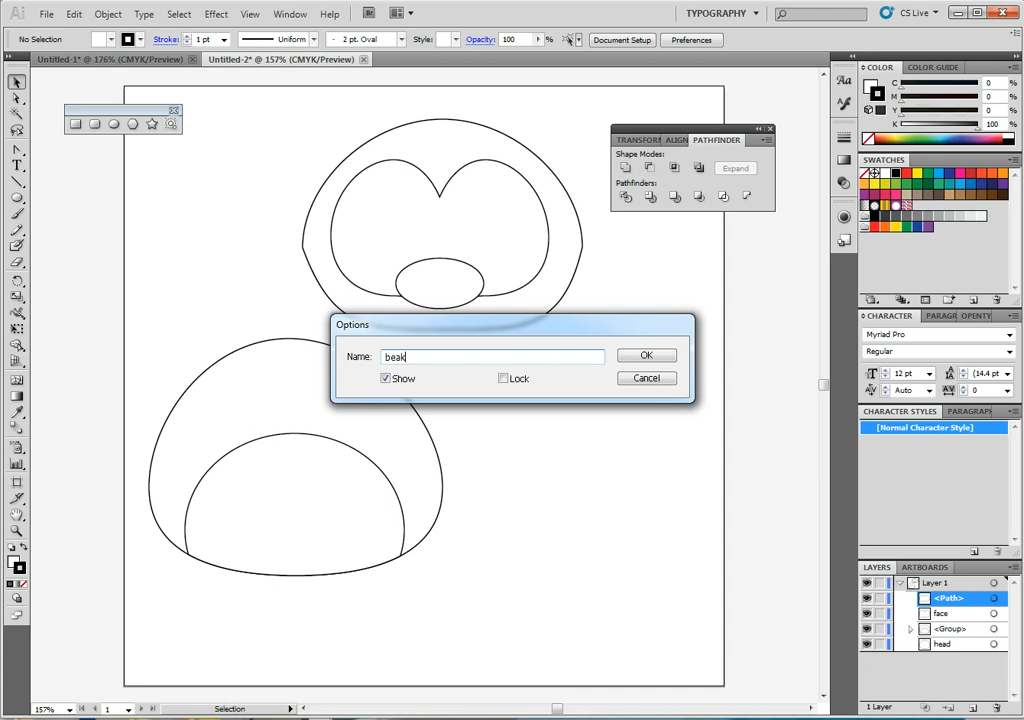 Ai File Edit Object Type Select Effect View Window Help Br TYPOGRAPHY CS Live
No Selection Stroke: 1 pt Uniform 2 pt. Oval Style: Opacity: 100 % Document Setup Preferences
Untitled-1* @ 176% (CMYK/Preview) Untitled-2* @ 157% (CMYK/Preview)
TRANSFORM ALIGN PATHFINDER
Shape Modes:
Expand
Pathfinders:
Options
Name: beak OK
Show Lock Cancel
COLOR COLOR GUIDE
C 0 %
M 0 %
Y 0 %
K 100 %
SWATCHES
CHARACTER PARAGR OPENTY
Myriad Pro
Regular
12 pt (14.4 pt
Auto 0
CHARACTER STYLES PARAGRAPH
[Normal Character Style]
LAYERS ARTBOARDS
Layer 1
<Path>
face
<Group>
head
1 Layer
157% 1 Selection